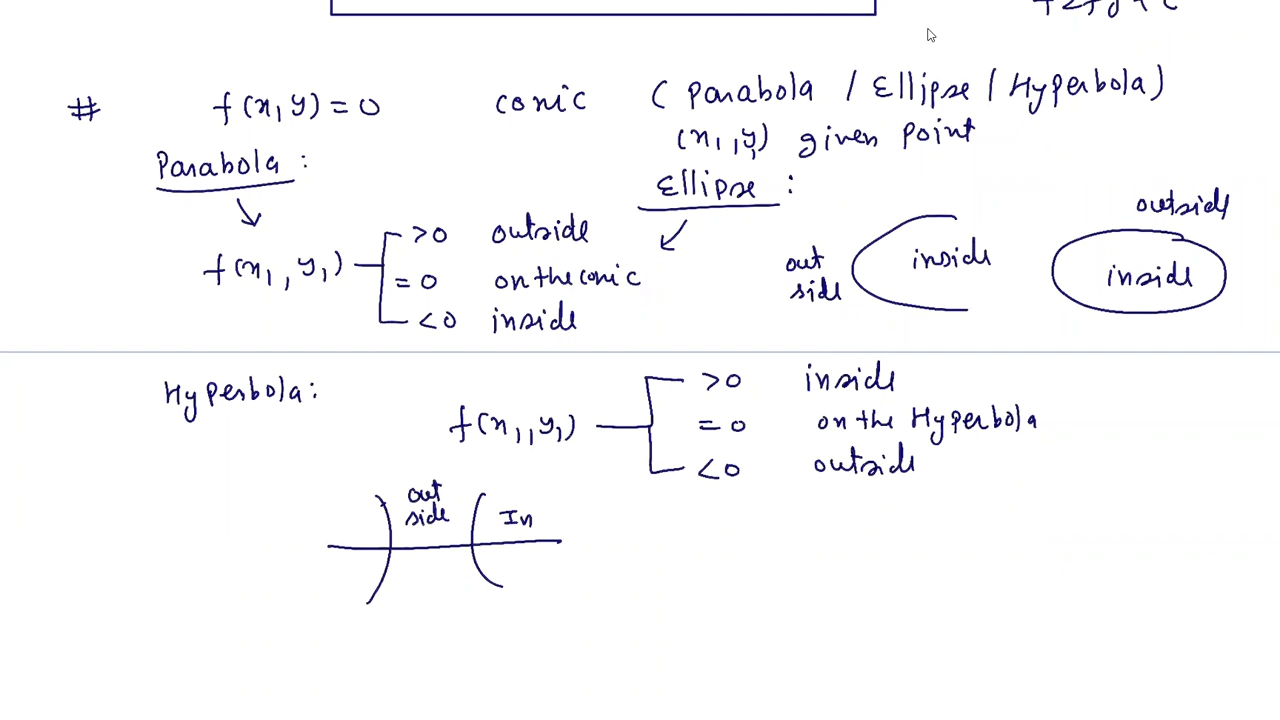 +2fy+c
# f(x,y)=0 conic (Parabola / Ellipse / Hyperbola)
(x1,y1) given point
Parabola :
Ellipse :
f(x1, y1)
>0 outside
= 0 on the conic
<0 inside
out
side
inside
outside
inside
Hyperbola:
f(x1,y1)
>0 inside
= 0 on the Hyperbola
<0 outside
out
side
In